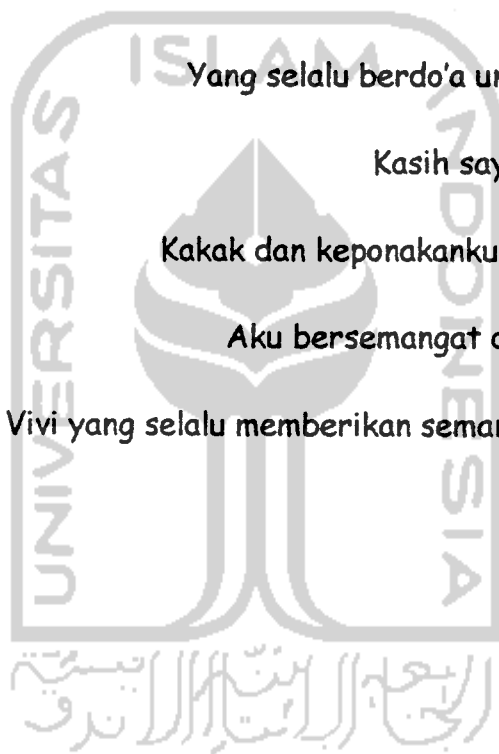 ISLAM
UNIVERSITAS
INDONESIA
Yang selalu berdo'a
Kasih
Kakak dan keponakanku
Aku bersemangat
Vivi yang selalu memberikan